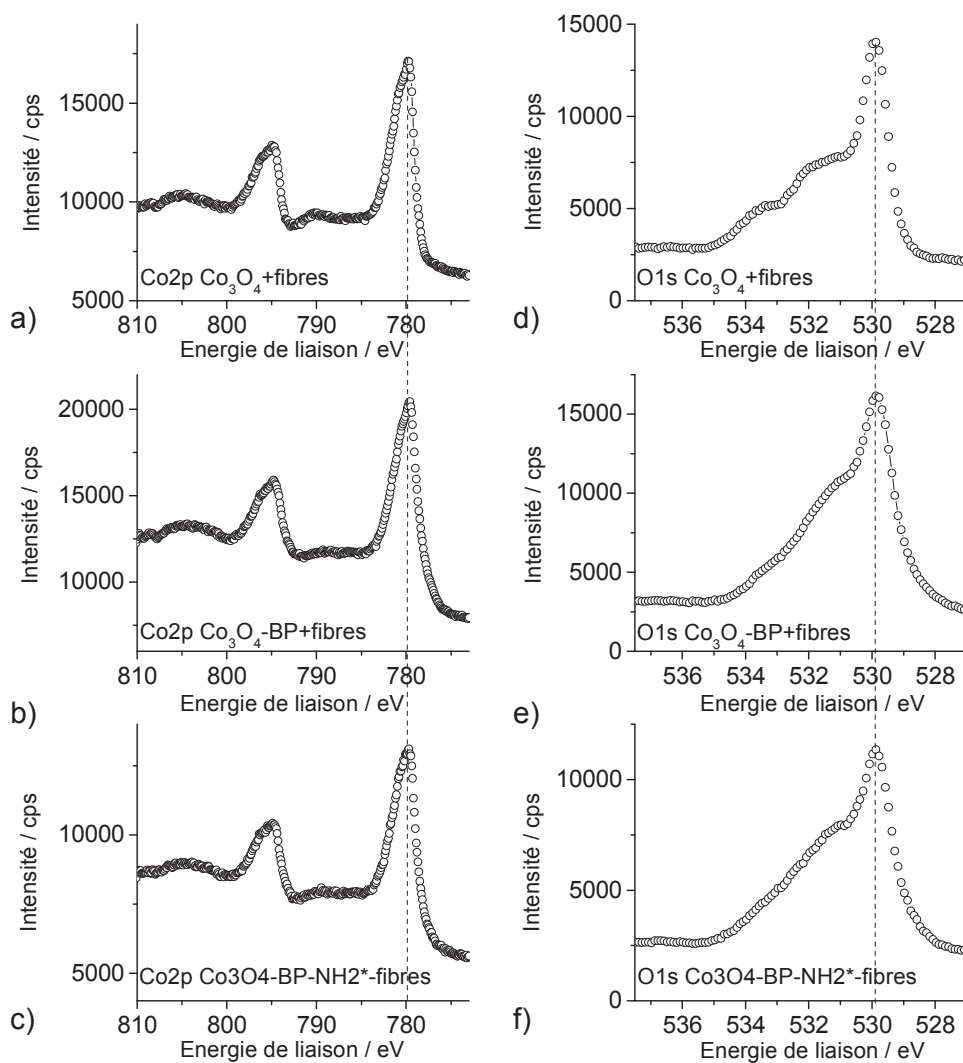 15000
10000
5000
Intensité / cps
Co2p Co₃O₄+fibres
810 800 790 780
Energie de liaison / eV
a)
15000
10000
5000
0
Intensité / cps
O1s Co₃O₄+fibres
536 534 532 530 528
Energie de liaison / eV
d)
20000
15000
10000
Intensité / cps
Co2p Co₃O₄-BP+fibres
810 800 790 780
Energie de liaison / eV
b)
15000
10000
5000
0
Intensité / cps
O1s Co₃O₄-BP+fibres
536 534 532 530 528
Energie de liaison / eV
e)
10000
5000
Intensité / cps
Co2p Co3O4-BP-NH2*-fibres
810 800 790 780
Energie de liaison / eV
c)
10000
5000
0
Intensité / cps
O1s Co3O4-BP-NH2*-fibres
536 534 532 530 528
Energie de liaison / eV
f)